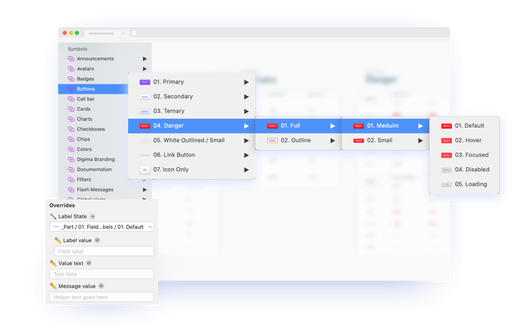 Symbols
Announcements
Avatars
Badges
Buttons
Call bar
Cards
Charts
Checkboxes
Chips
Colors
Digima Branding
Documentation
Filters
Flash Messages
01. Primary
02. Secondary
03. Ternary
04. Danger
05. White Outlined / Small
06. Link Button
07. Icon Only
01. Full
02. Outline
01. Meduim
02. Small
01. Default
02. Hover
03. Focused
04. Disabled
05. Loading
Overrides
Label State
_Part / 01. Field...bels / 01. Default
Label value
Field label
Value text
Text field
Message value
Helper text goes here